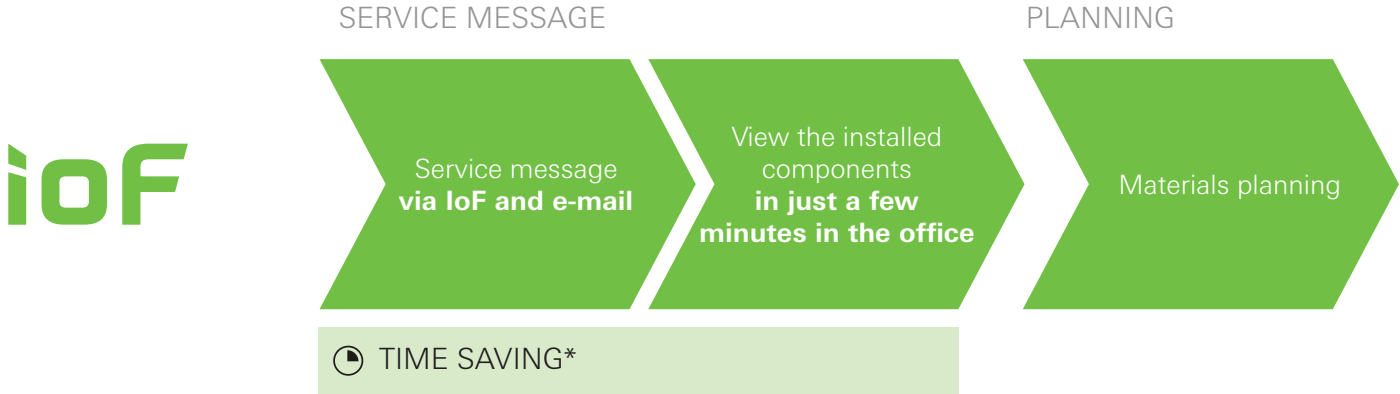 SERVICE MESSAGE
PLANNING
ioF
Service message
via IoF and e-mail
View the installed
components
in just a few
minutes in the office
Materials planning
TIME SAVING*